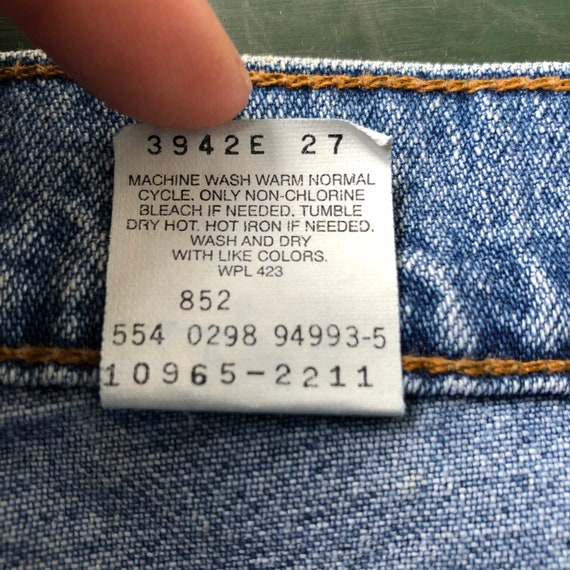 3942E 27
MACHINE WASH WARM NORMAL
CYCLE. ONLY NON-CHLORINE
BLEACH IF NEEDED. TUMBLE
DRY HOT. HOT IRON IF NEEDED.
WASH AND DRY
WITH LIKE COLORS.
WPL 423
852
554 0298 94993-5
10965-2211